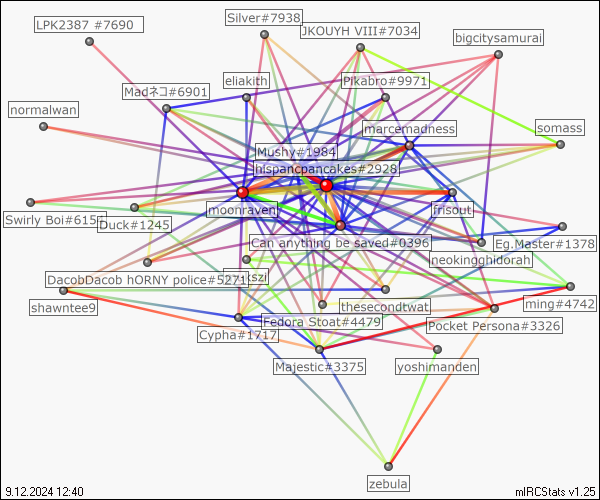 Silver#7938
LPK2387 #7690
JKOUYH VIII#7034
bigcitysamurai
eliakith
Pikabro#9971
Madネコ#6901
normalwan
marcemadness
somass
Mushy#1984
hispancpancakes#2928
moonraven
frisout
Swirly Boi#615
Duck#1245
Can anything be saved#0396
Eg.Master#1378
neokinghidorah
DacobDacob hORNY police#5271
kszi
shawntee9
thesecondtwat
ming#4742
Fedora Stoat#4479
Pocket Persona#3326
Cypha#1717
Majestic#3375
yoshimanden
zebula
9.12.2024 12:40
mIRCStats v1.25